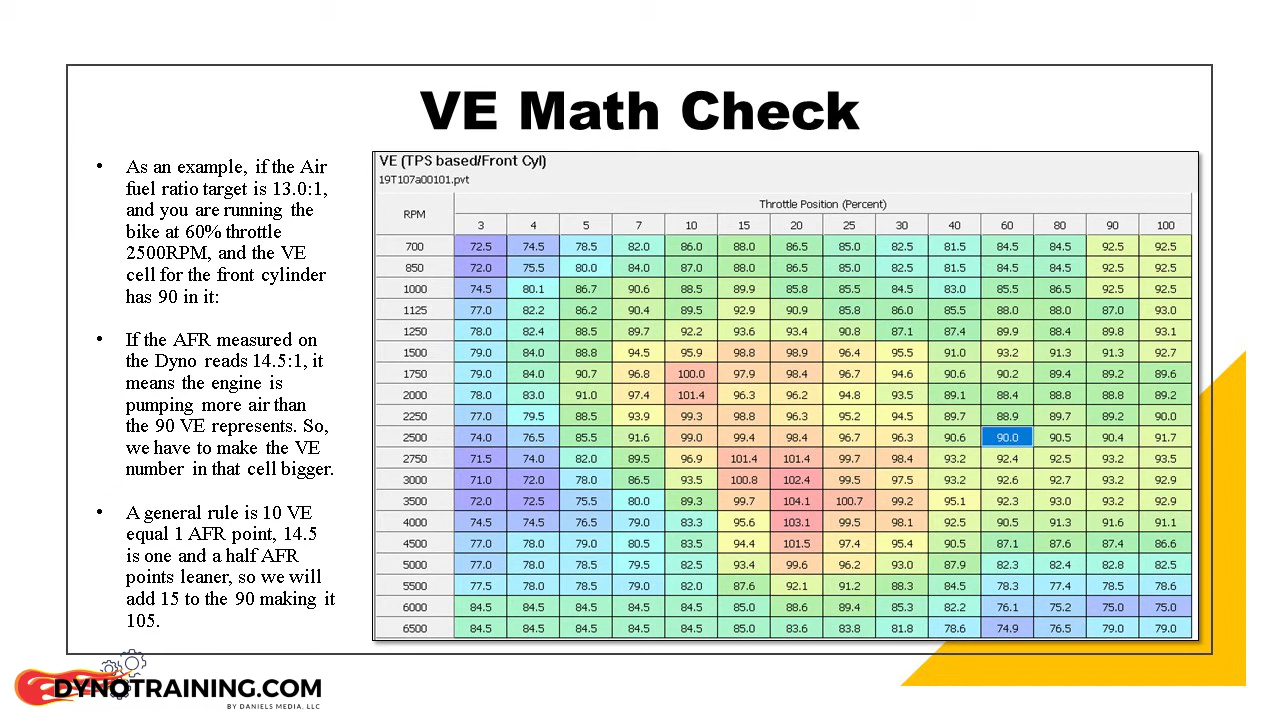 VE Math Check
• As an example, if the Air
fuel ratio target is 13.0:1,
and you are running the
bike at 60% throttle
2500RPM, and the VE
cell for the front cylinder
has 90 in it:
• If the AFR measured on
the Dyno reads 14.5:1, it
means the engine is
pumping more air than
the 90 VE represents. So,
we have to make the VE
number in that cell bigger.
• A general rule is 10 VE
equal 1 AFR point, 14.5
is one and a half AFR
points leaner, so we will
add 15 to the 90 making it
105.
VE (TPS based/Front Cyl)
19T107a00101.pvt
Throttle Position (Percent)
RPM
3 4 5 7 10 15 20 25 30 40 60 80 90 100
700 72.5 74.5 78.5 82.0 86.0 88.0 86.5 85.0 82.5 81.5 84.5 84.5 92.5 92.5
850 72.0 75.5 80.0 84.0 87.0 88.0 86.5 85.0 82.5 81.5 84.5 84.5 92.5 92.5
1000 74.5 80.1 86.7 90.6 88.5 89.9 85.8 85.5 84.5 83.0 85.5 86.5 92.5 92.5
1125 77.0 82.2 86.2 90.4 89.5 92.9 90.9 85.8 86.0 85.5 88.0 88.0 87.0 93.0
1250 78.0 82.4 88.5 89.7 92.2 93.6 93.4 90.8 87.1 87.4 89.9 88.4 89.8 93.1
1500 79.0 84.0 88.8 94.5 95.9 98.8 98.9 96.4 95.5 91.0 93.2 91.3 91.3 92.7
1750 79.0 84.0 90.7 96.8 100.0 97.9 98.4 96.7 94.6 90.6 90.2 89.4 89.2 89.6
2000 78.0 83.0 91.0 97.4 101.4 96.3 96.2 94.8 93.5 89.1 88.4 88.8 88.8 89.2
2250 77.0 79.5 88.5 93.9 99.3 98.8 96.3 95.2 94.5 89.7 88.9 89.7 89.2 90.0
2500 74.0 76.5 85.5 91.6 99.0 99.4 98.4 96.7 96.3 90.6 90.0 90.5 90.4 91.7
2750 71.5 74.0 82.0 89.5 96.9 101.4 101.4 99.7 98.4 93.2 92.4 92.5 93.2 93.5
3000 71.0 72.0 78.0 86.5 93.5 100.8 102.4 99.5 97.5 93.2 92.6 92.7 93.2 92.9
3500 72.0 72.5 75.5 80.0 89.3 99.7 104.1 100.7 99.2 95.1 92.3 93.0 93.2 92.9
4000 74.5 74.5 76.5 79.0 83.3 95.6 103.1 99.5 98.1 92.5 90.5 91.3 91.6 91.1
4500 77.0 78.0 79.0 80.5 83.5 94.4 101.5 97.4 95.4 90.5 87.1 87.6 87.4 86.6
5000 77.0 78.0 78.5 79.5 82.5 93.4 99.6 96.2 93.0 87.9 82.3 82.4 82.8 82.5
5500 77.5 78.0 78.5 79.0 82.0 87.6 92.1 91.2 88.3 84.5 78.3 77.4 78.5 78.6
6000 84.5 84.5 84.5 84.5 84.5 85.0 88.6 89.4 85.3 82.2 76.1 75.2 75.0 75.0
6500 84.5 84.5 84.5 84.5 84.5 85.0 83.6 83.8 81.8 78.6 74.9 76.5 79.0 79.0
DYNOTRAINING.COM
BY DANIELS MEDIA, LLC